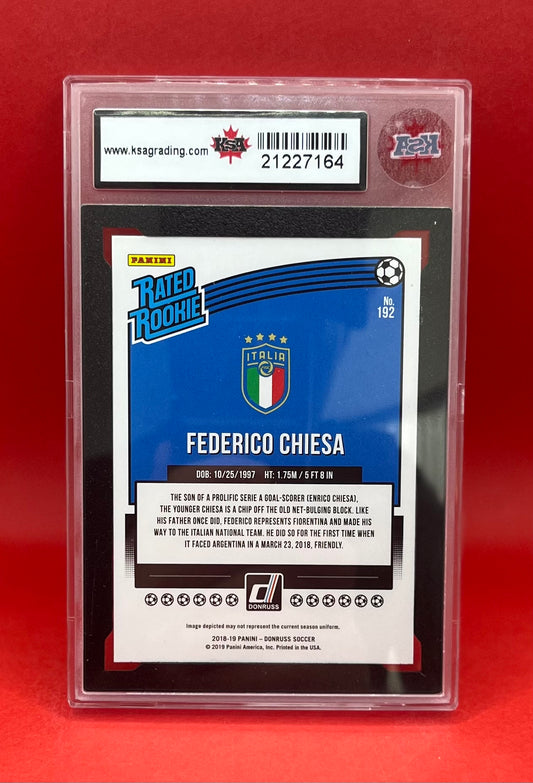 www.ksagrading.com
KSA
21227164
KSA
PANINI
RATED
ROOKIE
No.
192
ITALIA
FEDERICO CHIESA
DOB: 10/25/1997 HT: 1.75M / 5 FT 8 IN
THE SON OF A PROLIFIC SERIE A GOAL-SCORER (ENRICO CHIESA),
THE YOUNGER CHIESA IS A CHIP OFF THE OLD NET-BULGING BLOCK. LIKE
HIS FATHER ONCE DID, FEDERICO REPRESENTS FIORENTINA AND MADE HIS
WAY TO THE ITALIAN NATIONAL TEAM. HE DID SO FOR THE FIRST TIME WHEN
IT FACED ARGENTINA IN A MARCH 23, 2018, FRIENDLY.
DONRUSS
Image depicted may not represent the current season uniform.
2018-19 PANINI – DONRUSS SOCCER
© 2019 Panini America, Inc. Printed in the USA.